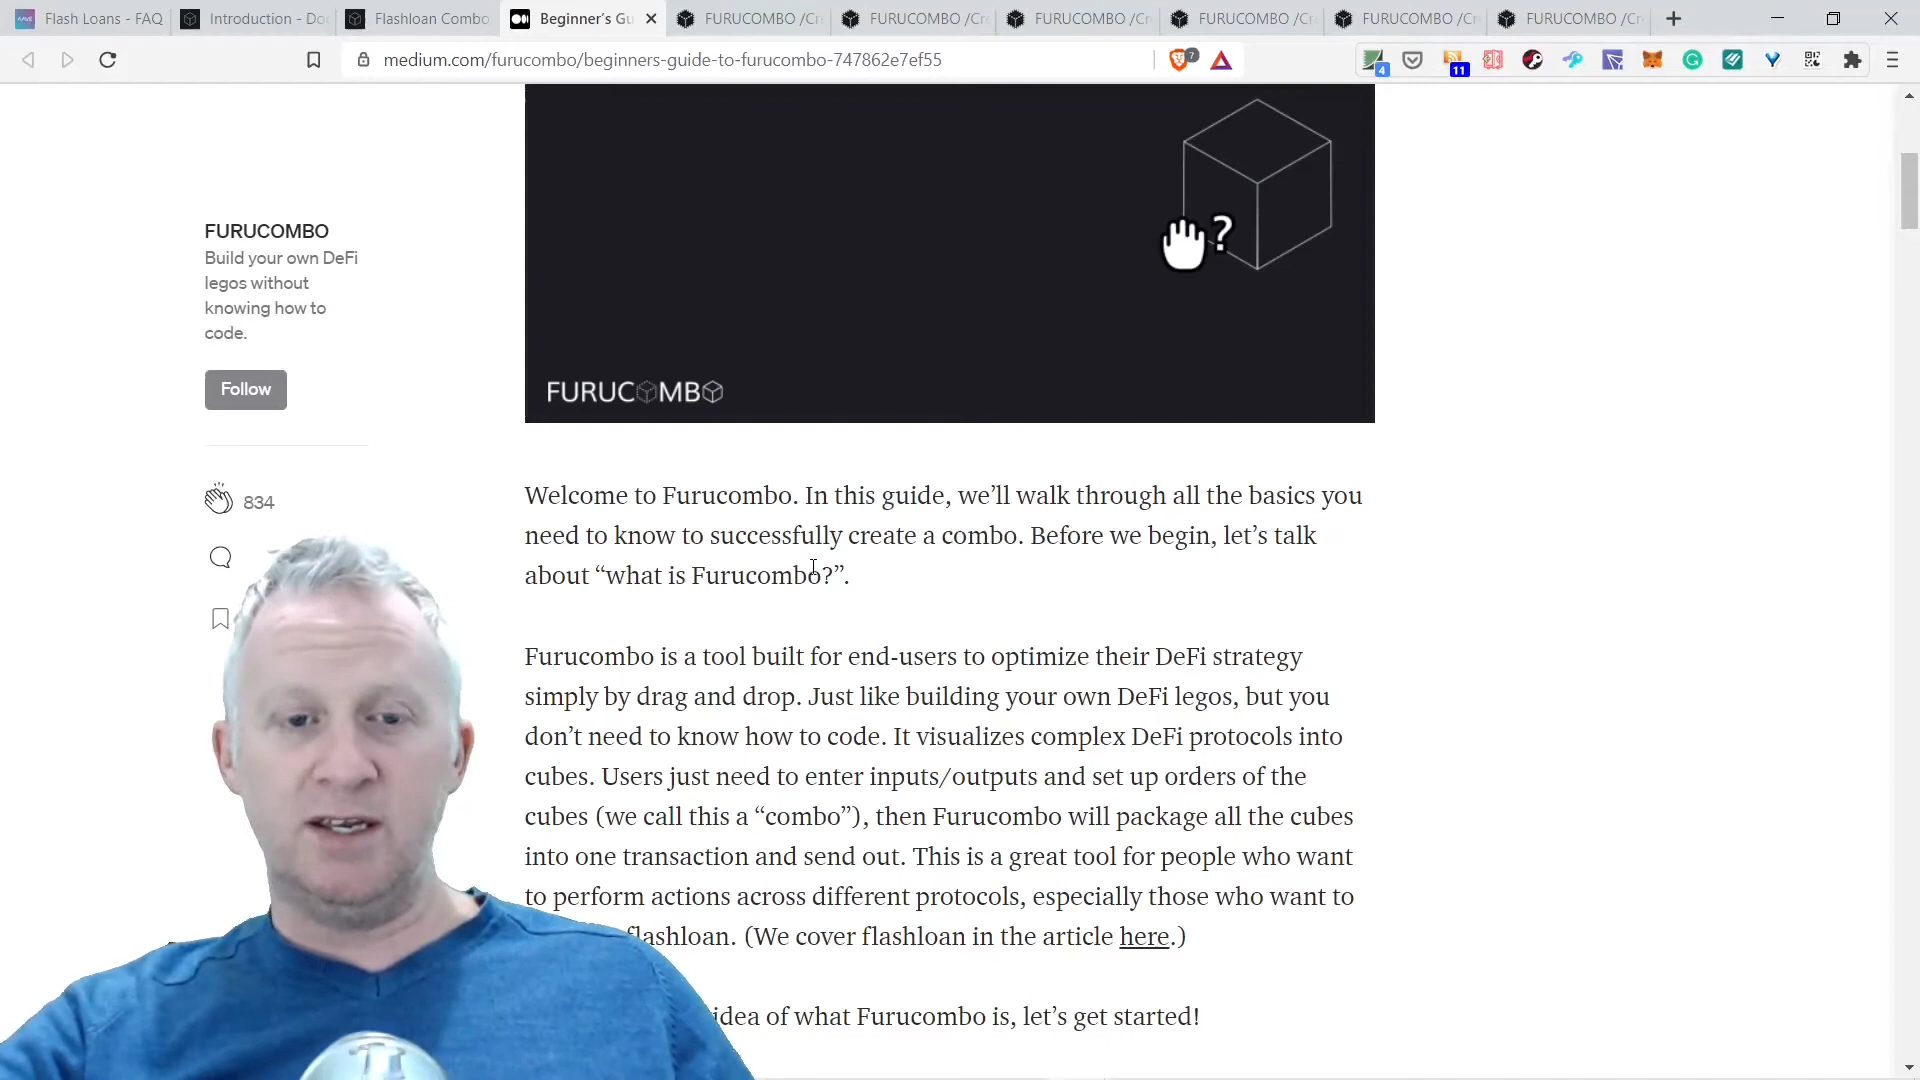 Flash Loans - FAQ
Introduction - Do
Flashloan Combo
Beginner's Gu
FURUCOMBO /Cr
FURUCOMBO /Cr
FURUCOMBO /Cr
FURUCOMBO /Cr
FURUCOMBO /Cr
FURUCOMBO /Cr
medium.com/furucombo/beginners-guide-to-furucombo-747862e7ef55
7
4
11
?
FURUCOMBO
FURUCOMBO
Build your own DeFi
legos without
knowing how to
code.
Follow
834
Welcome to Furucombo. In this guide, we’ll walk through all the basics you
need to know to successfully create a combo. Before we begin, let’s talk
about “what is Furucombo?”.
Furucombo is a tool built for end-users to optimize their DeFi strategy
simply by drag and drop. Just like building your own DeFi legos, but you
don’t need to know how to code. It visualizes complex DeFi protocols into
cubes. Users just need to enter inputs/outputs and set up orders of the
cubes (we call this a “combo”), then Furucombo will package all the cubes
into one transaction and send out. This is a great tool for people who want
to perform actions across different protocols, especially those who want to
flashloan. (We cover flashloan in the article here.)
idea of what Furucombo is, let’s get started!